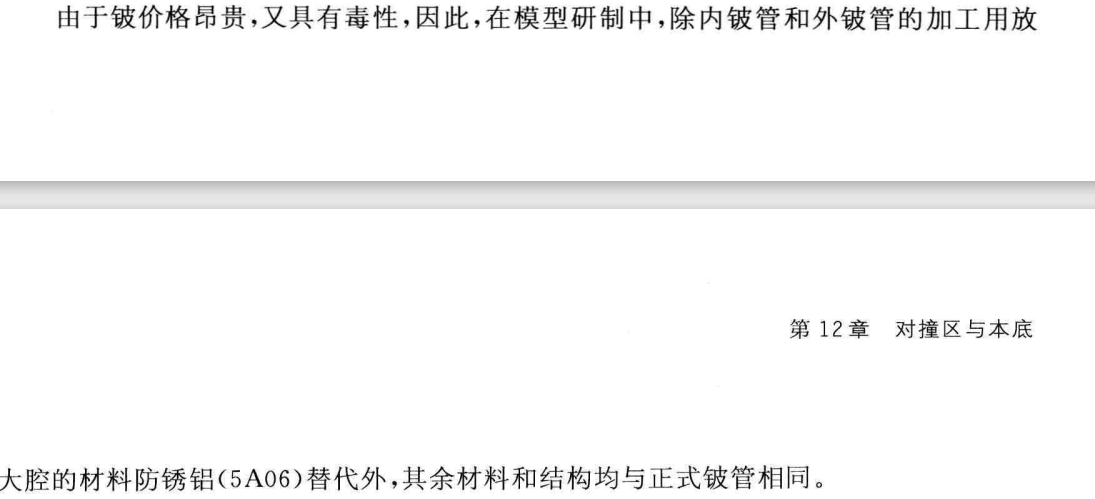 由于铍价格昂贵,又具有毒性,因此,在模型研制中,除内铍管和外铍管的加工用放
第 12 章 对撞区与本底
大腔的材料防锈铝(5A06)替代外,其余材料和结构均与正式铍管相同。